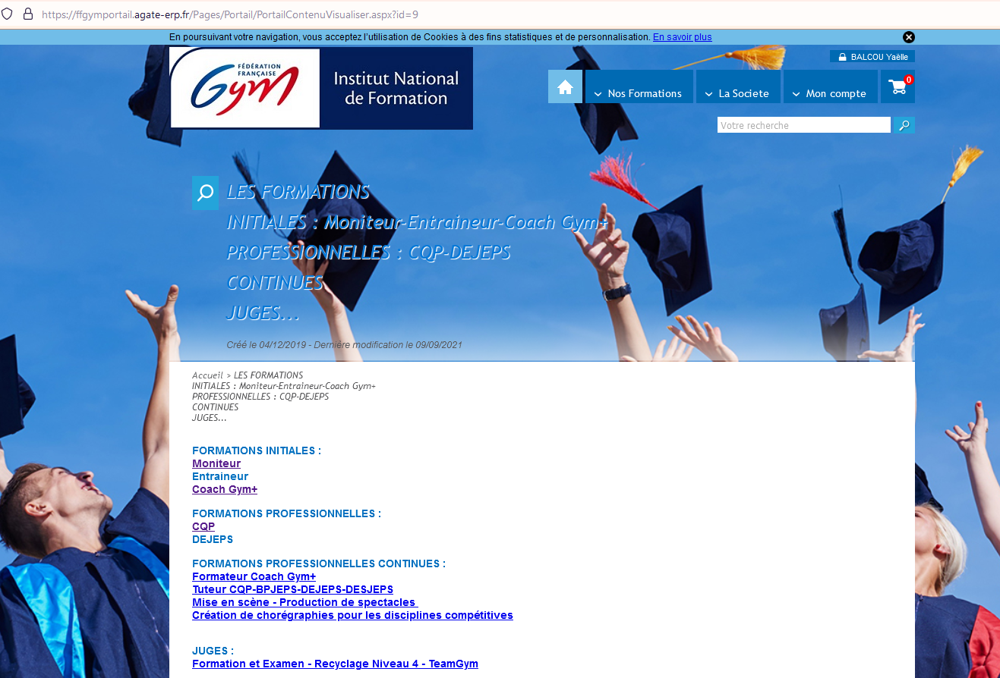 https://ffgymportail.agate-erp.fr/Pages/Portail/PortailContenuVisualiser.aspx?id=9
En poursuivant votre navigation, vous acceptez l'utilisation de Cookies à des fins statistiques et de personnalisation. En savoir plus
BALCOU Yaëlle
FÉDÉRATION
FRANÇAISE
Gym
Institut National
de Formation
Nos Formations
La Societe
Mon compte
0
Votre recherche
LES FORMATIONS
INITIALES : Moniteur-Entraineur-Coach Gym+
PROFESSIONNELLES : CQP-DEJEPS
CONTINUES
JUGES...
Créé le 04/12/2019 - Dernière modification le 09/09/2021
Accueil > LES FORMATIONS
INITIALES : Moniteur-Entraineur-Coach Gym+
PROFESSIONNELLES : CQP-DEJEPS
CONTINUES
JUGES...
FORMATIONS INITIALES :
Moniteur
Entraineur
Coach Gym+
FORMATIONS PROFESSIONNELLES :
CQP
DEJEPS
FORMATIONS PROFESSIONNELLES CONTINUES :
Formateur Coach Gym+
Tuteur CQP-BPJEPS-DEJEPS-DESJEPS
Mise en scène - Production de spectacles
Création de chorégraphies pour les disciplines compétitives
JUGES :
Formation et Examen - Recyclage Niveau 4 - TeamGym